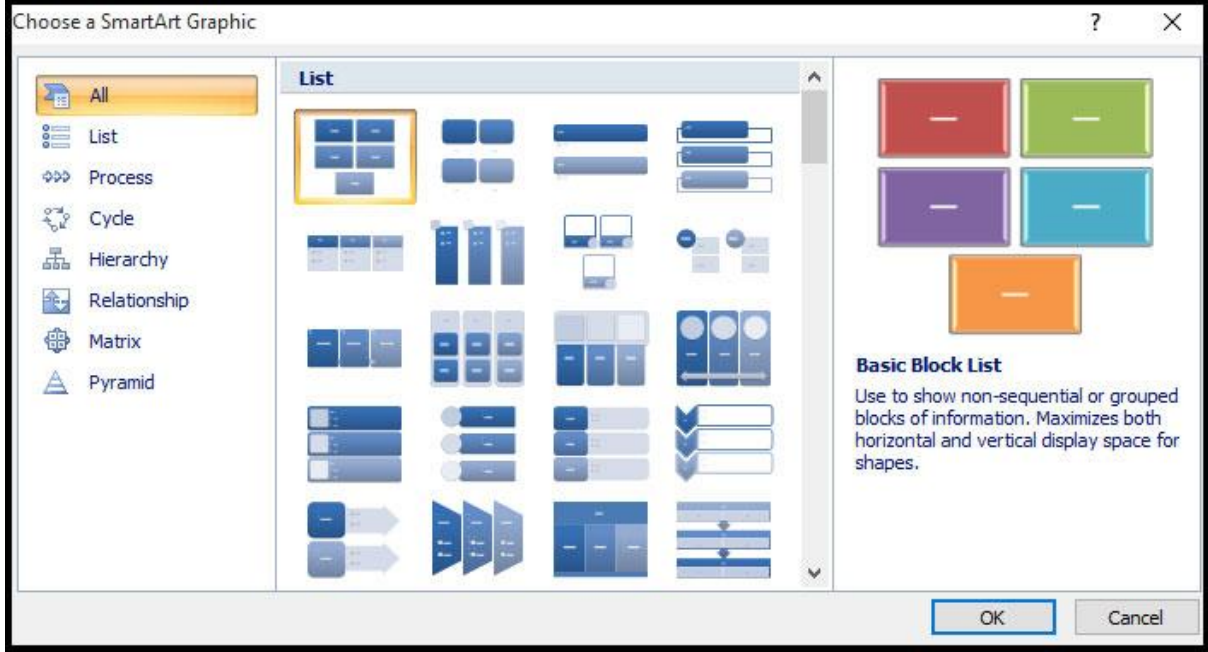 Choose a SmartArt Graphic
?
All
List
Process
Cycle
Hierarchy
Relationship
Matrix
Pyramid
List
Basic Block List
Use to show non-sequential or grouped
blocks of information. Maximizes both
horizontal and vertical display space for
shapes.
OK
Cancel